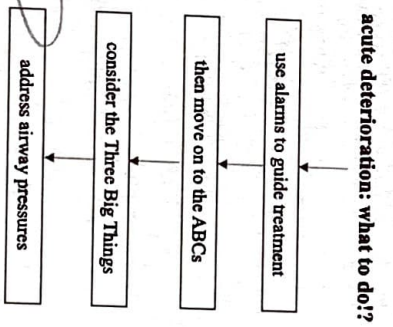 acute deterioration: what to do!?
use alarms to guide treatment
then move on to the ABCs
consider the Three Big Things
address airway pressures